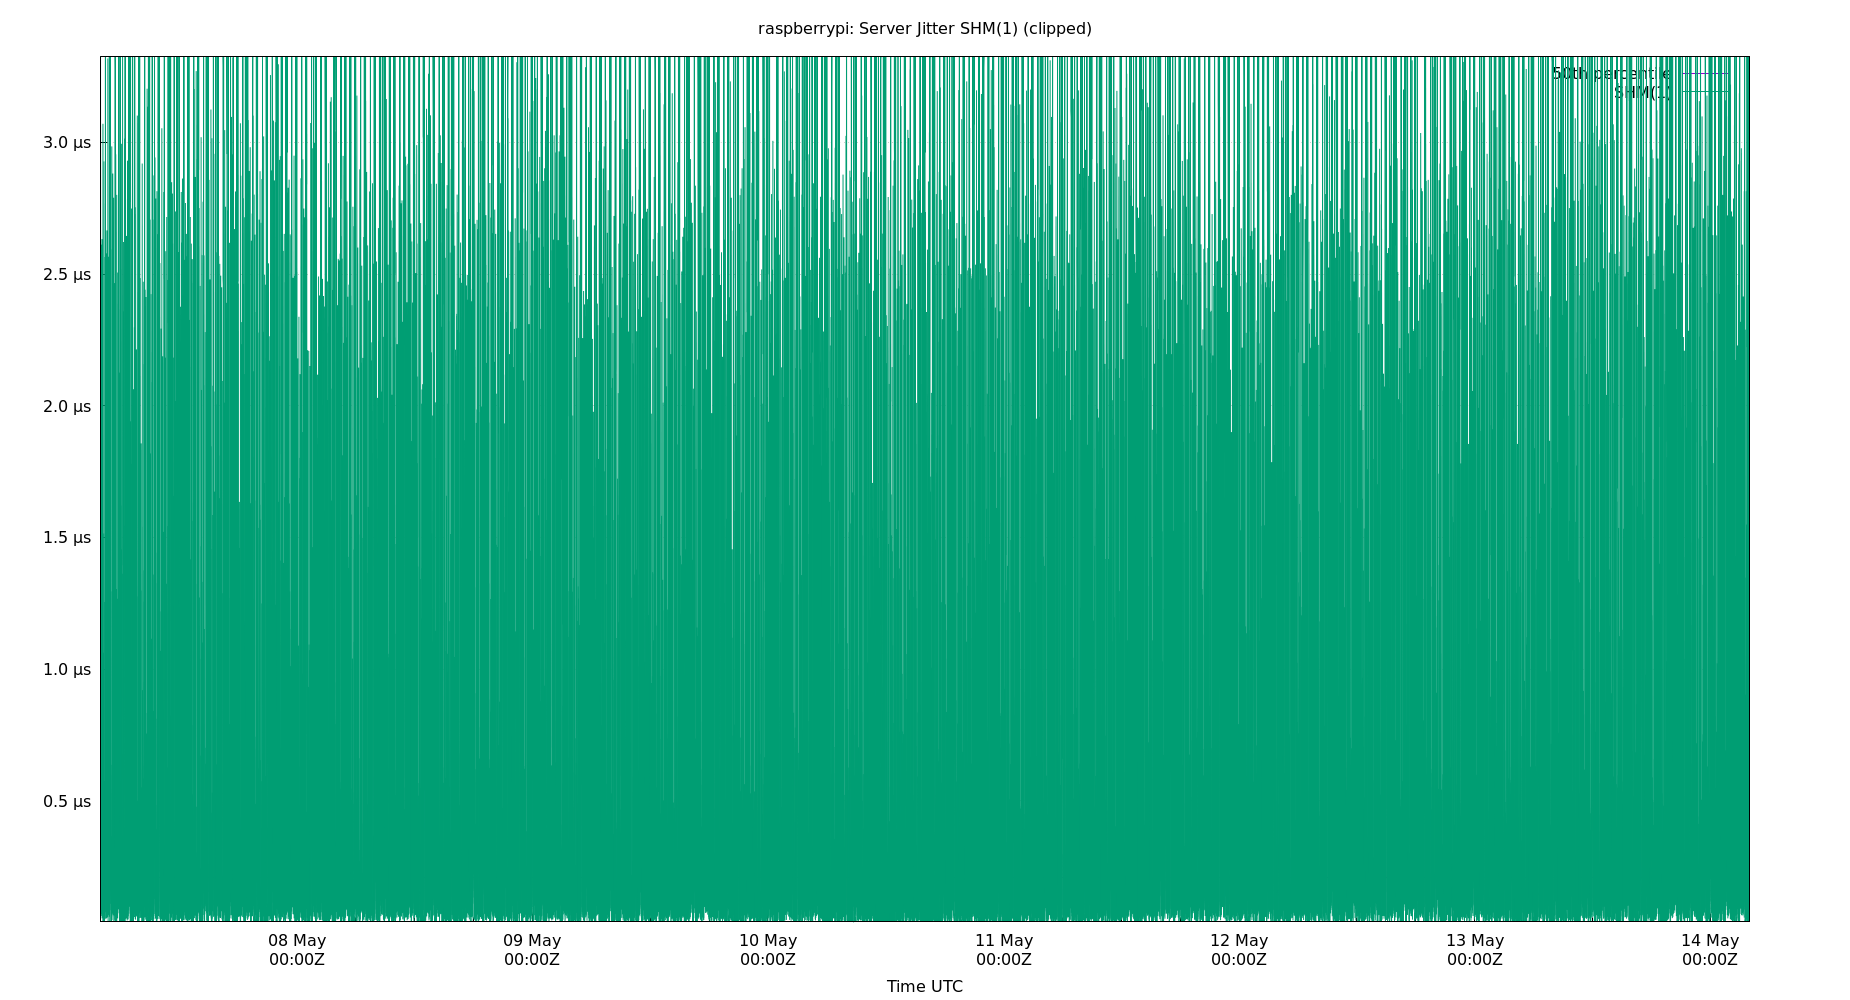 raspberrypi: Server Jitter SHM(1) (clipped)
50th percentile
SHM(1)
3.0 µs
2.5 µs
2.0 µs
1.5 µs
1.0 µs
0.5 µs
08 May 09 May 10 May 11 May 12 May 13 May 14 May
00:00Z 00:00Z 00:00Z 00:00Z 00:00Z 00:00Z 00:00Z
Time UTC